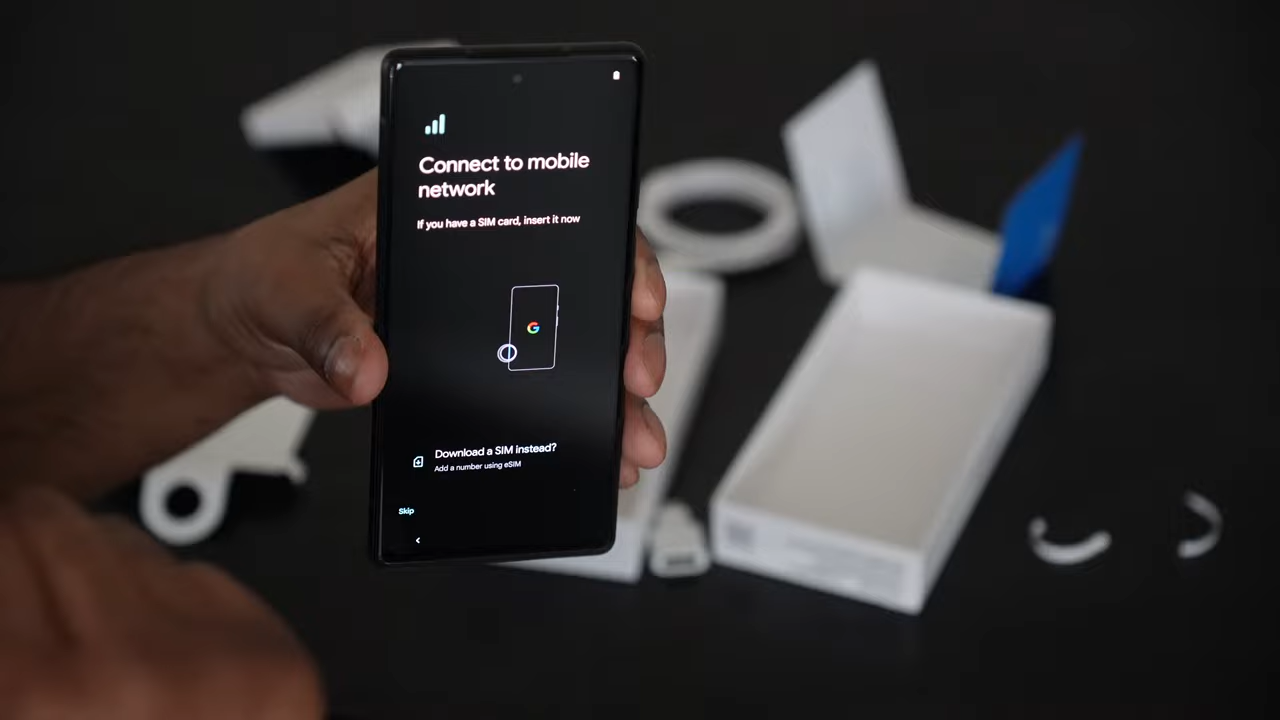 Connect to mobile
network
If you have a SIM card, insert it now
G
Download a SIM instead?
Add a number using eSIM
Skip